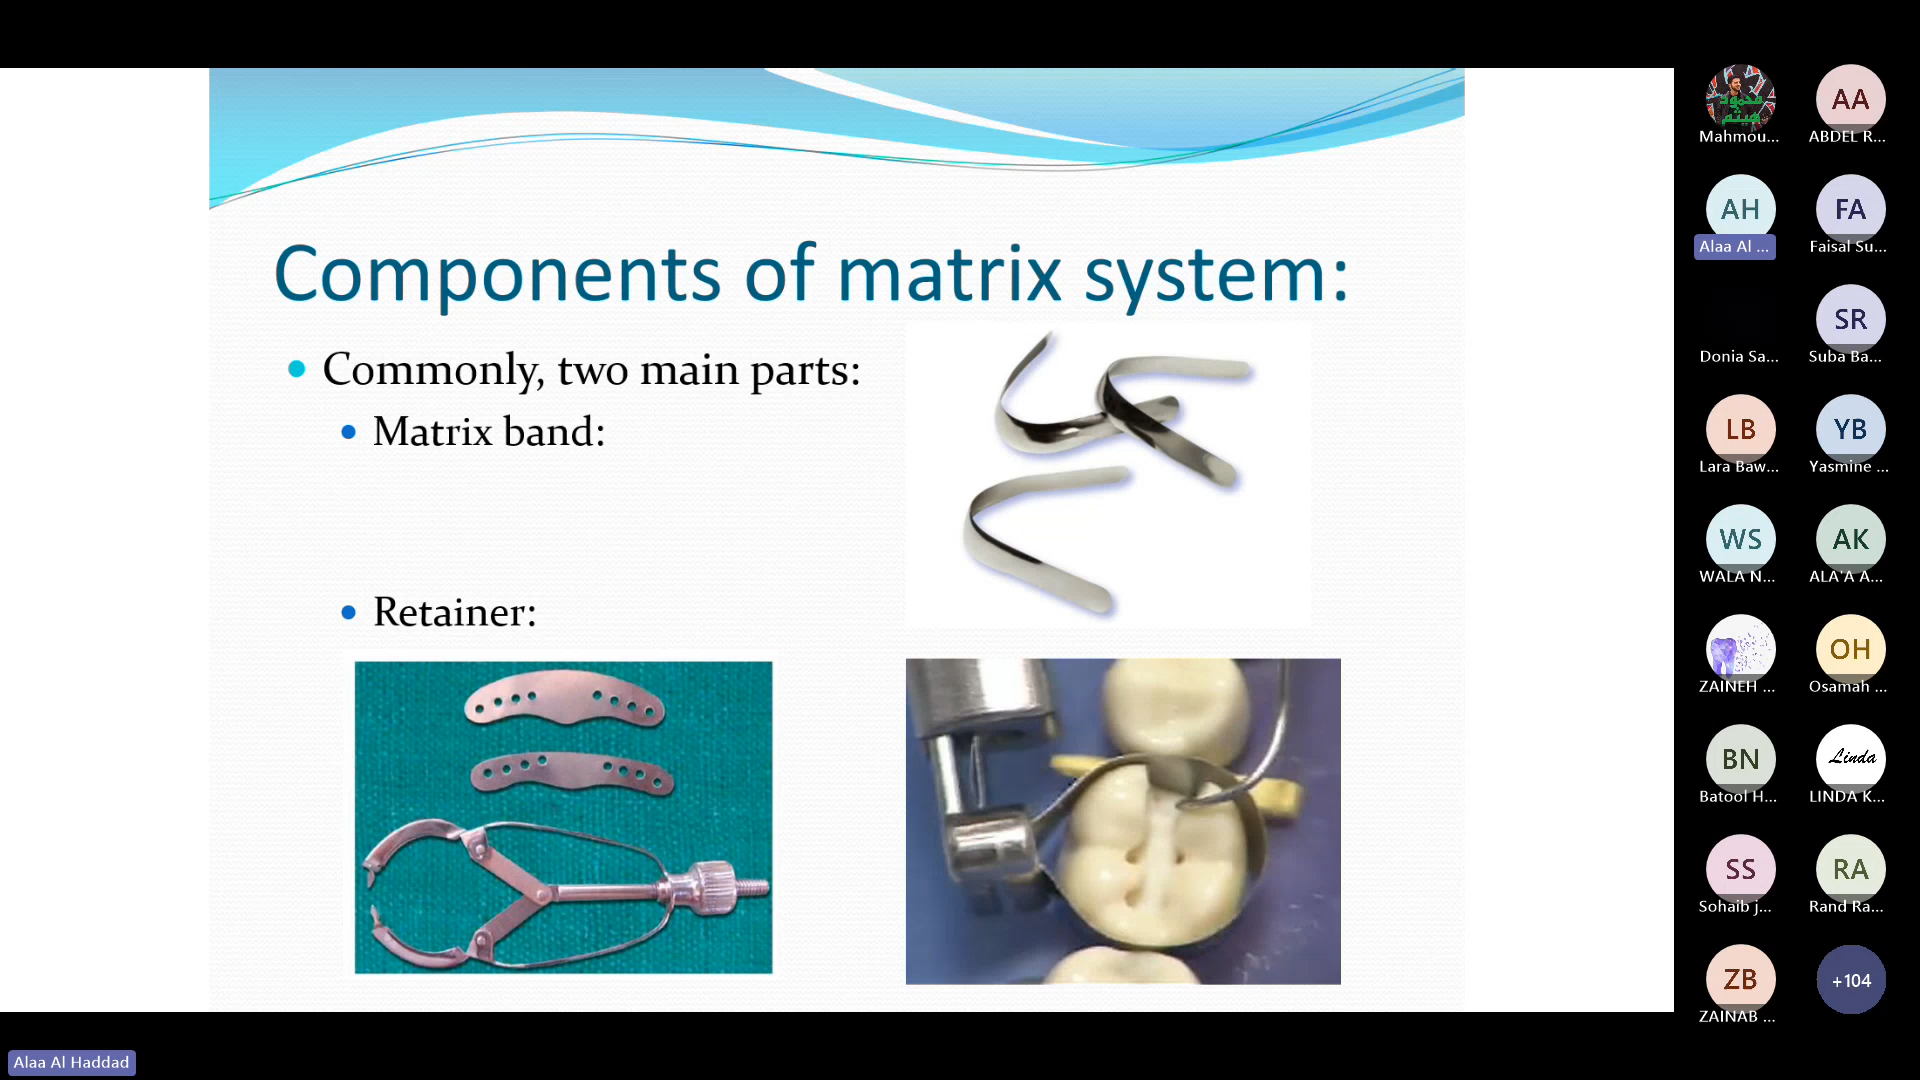 Components of matrix system:
Commonly, two main parts:
Matrix band:
Retainer:
محمود
هيثم
Mahmou...
AA
ABDEL R...
AH
Alaa Al ...
FA
Faisal Su...
Donia Sa...
SR
Suba Ba...
LB
Lara Baw...
YB
Yasmine ...
WS
WALA N...
AK
ALA'A A...
ZAINEH ...
OH
Osamah ...
BN
Batool H...
Linda
LINDA K...
SS
Sohaib j...
RA
Rand Ra...
ZB
ZAINAB ...
+104
Alaa Al Haddad